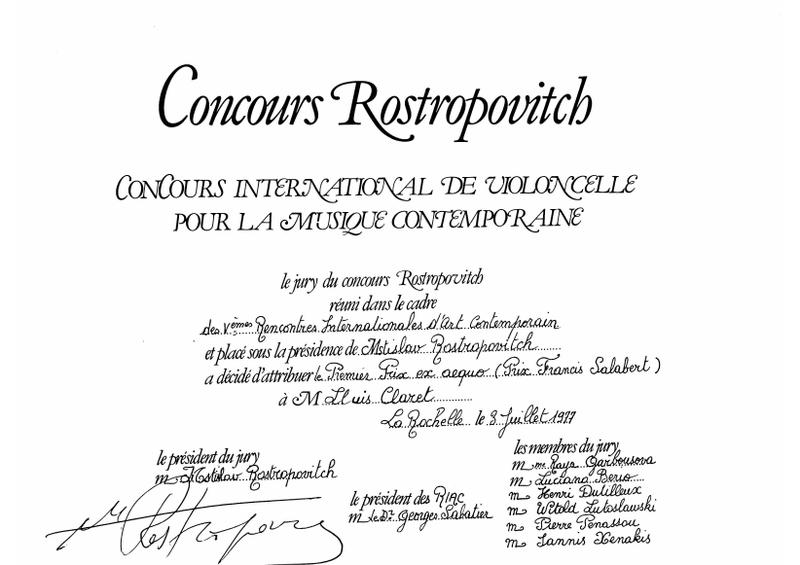 Concours Rostropovitch
CONCOURS INTERNATIONAL DE VIOLONCELLE
POUR LA MUSIQUE CONTEMPORAINE
le jury du concours Rostropovitch
réuni dans le cadre
des Vèmes Rencontres Internationales d'Art Contemporain
et placé sous la présidence de Mstislaw Rostropovitch
a décidé d'attribuer le Premier Prix ex aequo (Prix Francis Salabert)
à M Lluis Claret
La Rochelle le 3 Juillet 1977
le président du jury
m Mstislaw Rostropovitch
le président des RIAC
m le Dr Georges Sabatier
les membres du jury
m me Raya Garbousova
m Luciano Berio
m Henri Dutilleux
m Witold Lutoslawski
m Pierre Penassou
m Iannis Xenakis